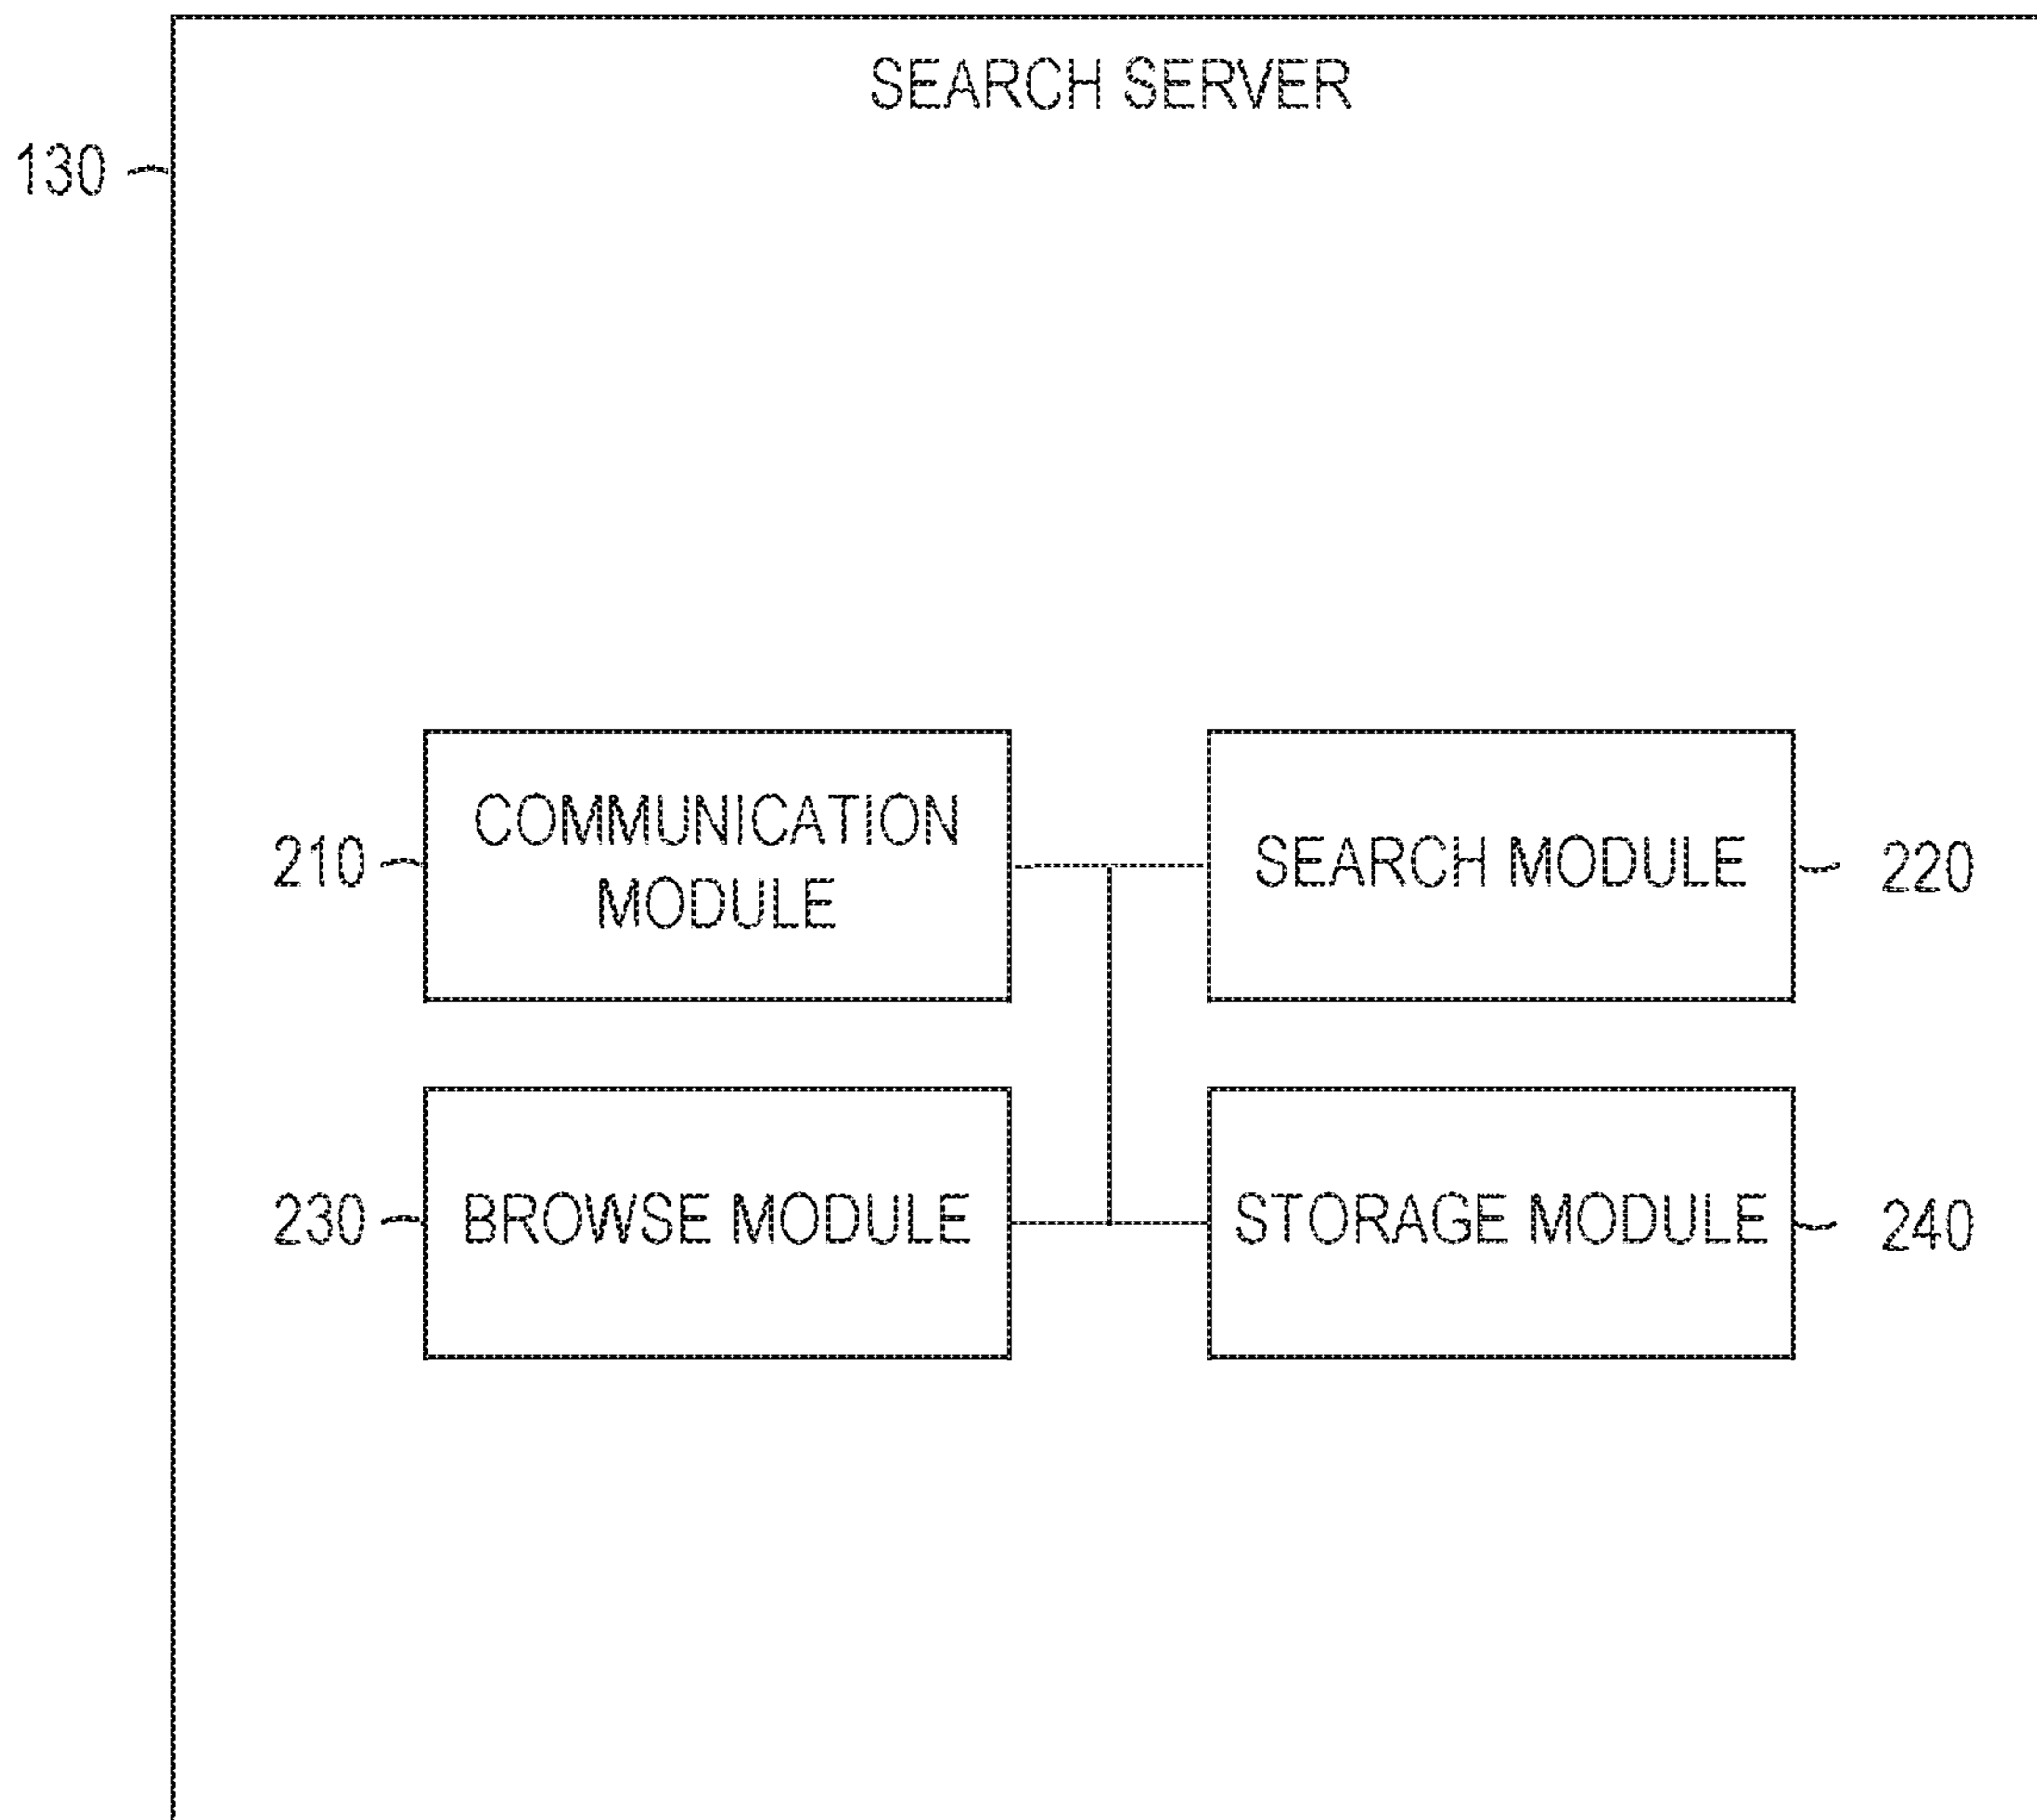 SEARCH SERVER
130
COMMUNICATION
MODULE
210
SEARCH MODULE
220
230
BROWSE MODULE
STORAGE MODULE
240